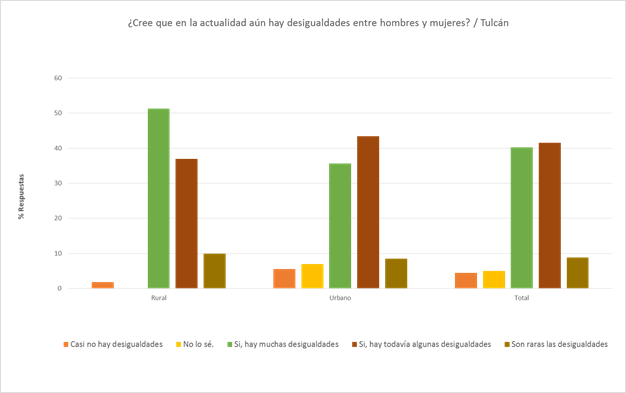 ¿Cree que en la actualidad aún hay desigualdades entre hombres y mujeres? / Tulcán
60
50
40
30
20
10
0
% Respuestas
Rural Urbano Total
Casi no hay desigualdades No lo sé. Si, hay muchas desigualdades Si, hay todavía algunas desigualdades Son raras las desigualdades